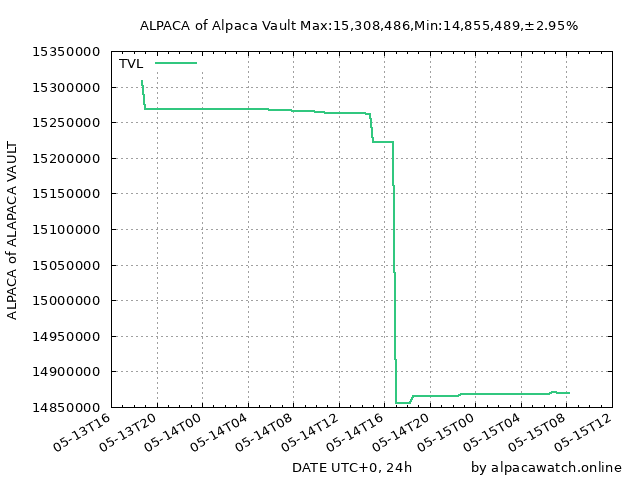 ALPACA of Alpaca Vault Max:15,308,486,Min:14,855,489,±2.95%
TVL
15350000
15300000
15250000
15200000
15150000
15100000
15050000
15000000
14950000
14900000
14850000
ALPACA of ALAPACA VAULT
05-13T16
05-13T20
05-14T00
05-14T04
05-14T08
05-14T12
05-14T16
05-14T20
05-15T00
05-15T04
05-15T08
05-15T12
DATE UTC+0, 24h
by alpacawatch.online